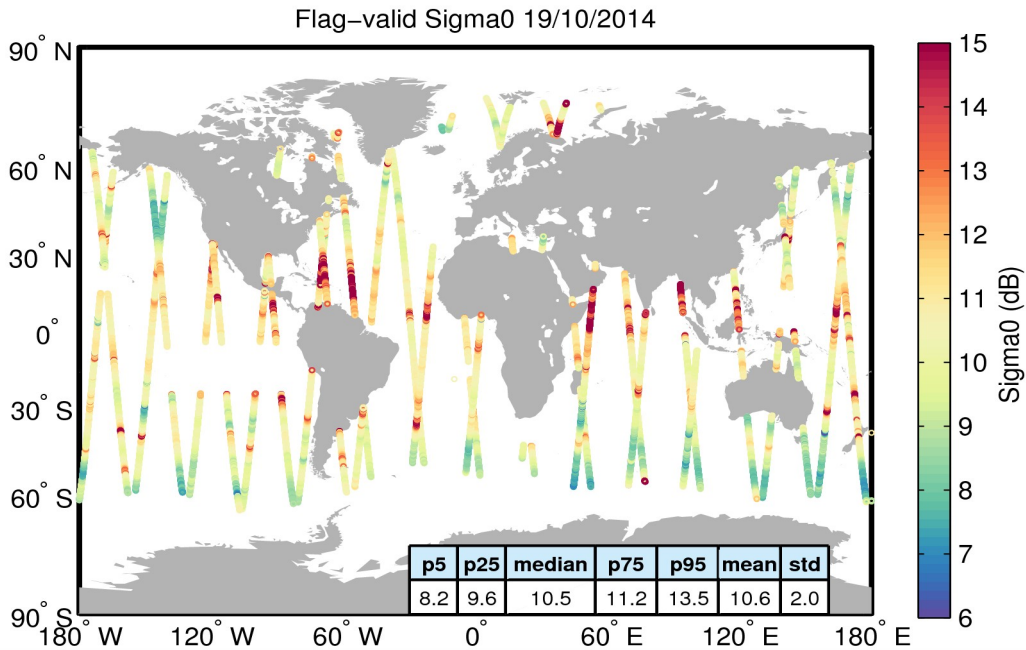 Flag−valid Sigma0 19/10/2014
90° N
60° N
30° N
0°
30° S
60° S
90° S
180° W
120° W
60° W
0°
60° E
120° E
180° E
p5 p25 median p75 p95 mean std
8.2 9.6 10.5 11.2 13.5 10.6 2.0
15
14
13
12
11
10
9
8
7
6
Sigma0 (dB)